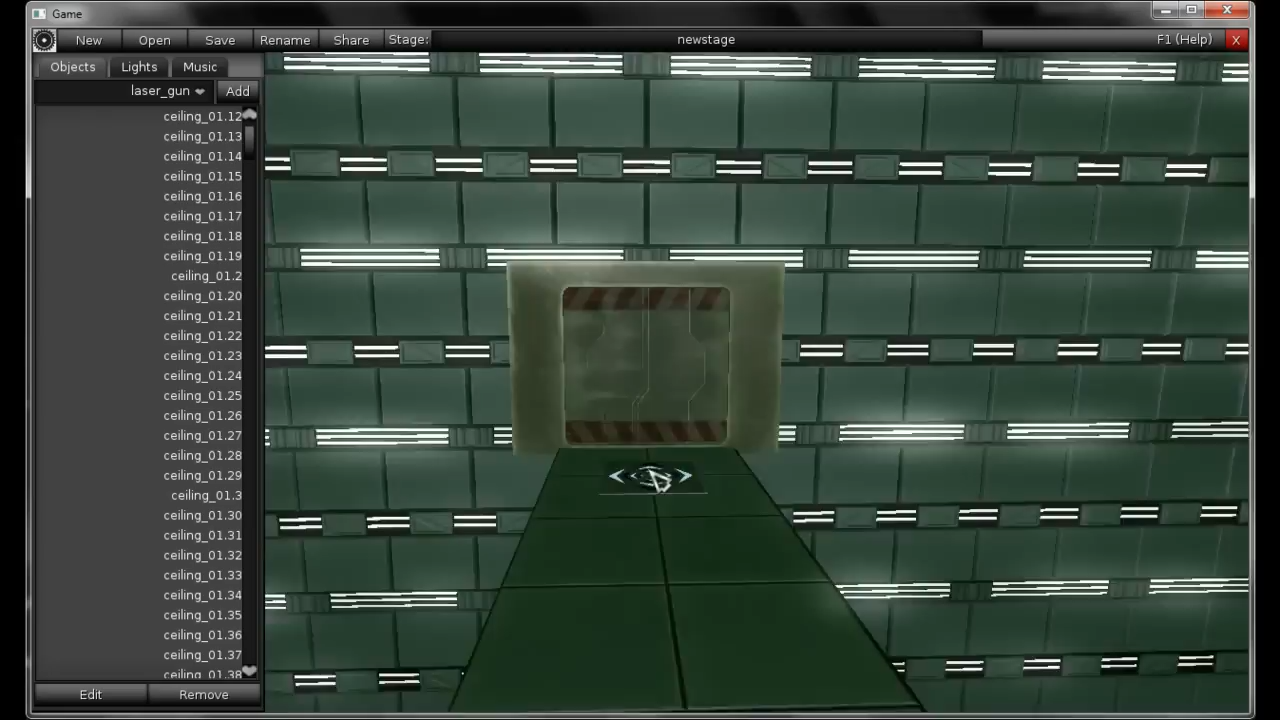 Game
New Open Save Rename Share Stage: newstage F1 (Help) X
Objects Lights Music
laser_gun Add
ceiling_01.12
ceiling_01.13
ceiling_01.14
ceiling_01.15
ceiling_01.16
ceiling_01.17
ceiling_01.18
ceiling_01.19
ceiling_01.2
ceiling_01.20
ceiling_01.21
ceiling_01.22
ceiling_01.23
ceiling_01.24
ceiling_01.25
ceiling_01.26
ceiling_01.27
ceiling_01.28
ceiling_01.29
ceiling_01.3
ceiling_01.30
ceiling_01.31
ceiling_01.32
ceiling_01.33
ceiling_01.34
ceiling_01.35
ceiling_01.36
ceiling_01.37
ceiling_01.38
Edit Remove